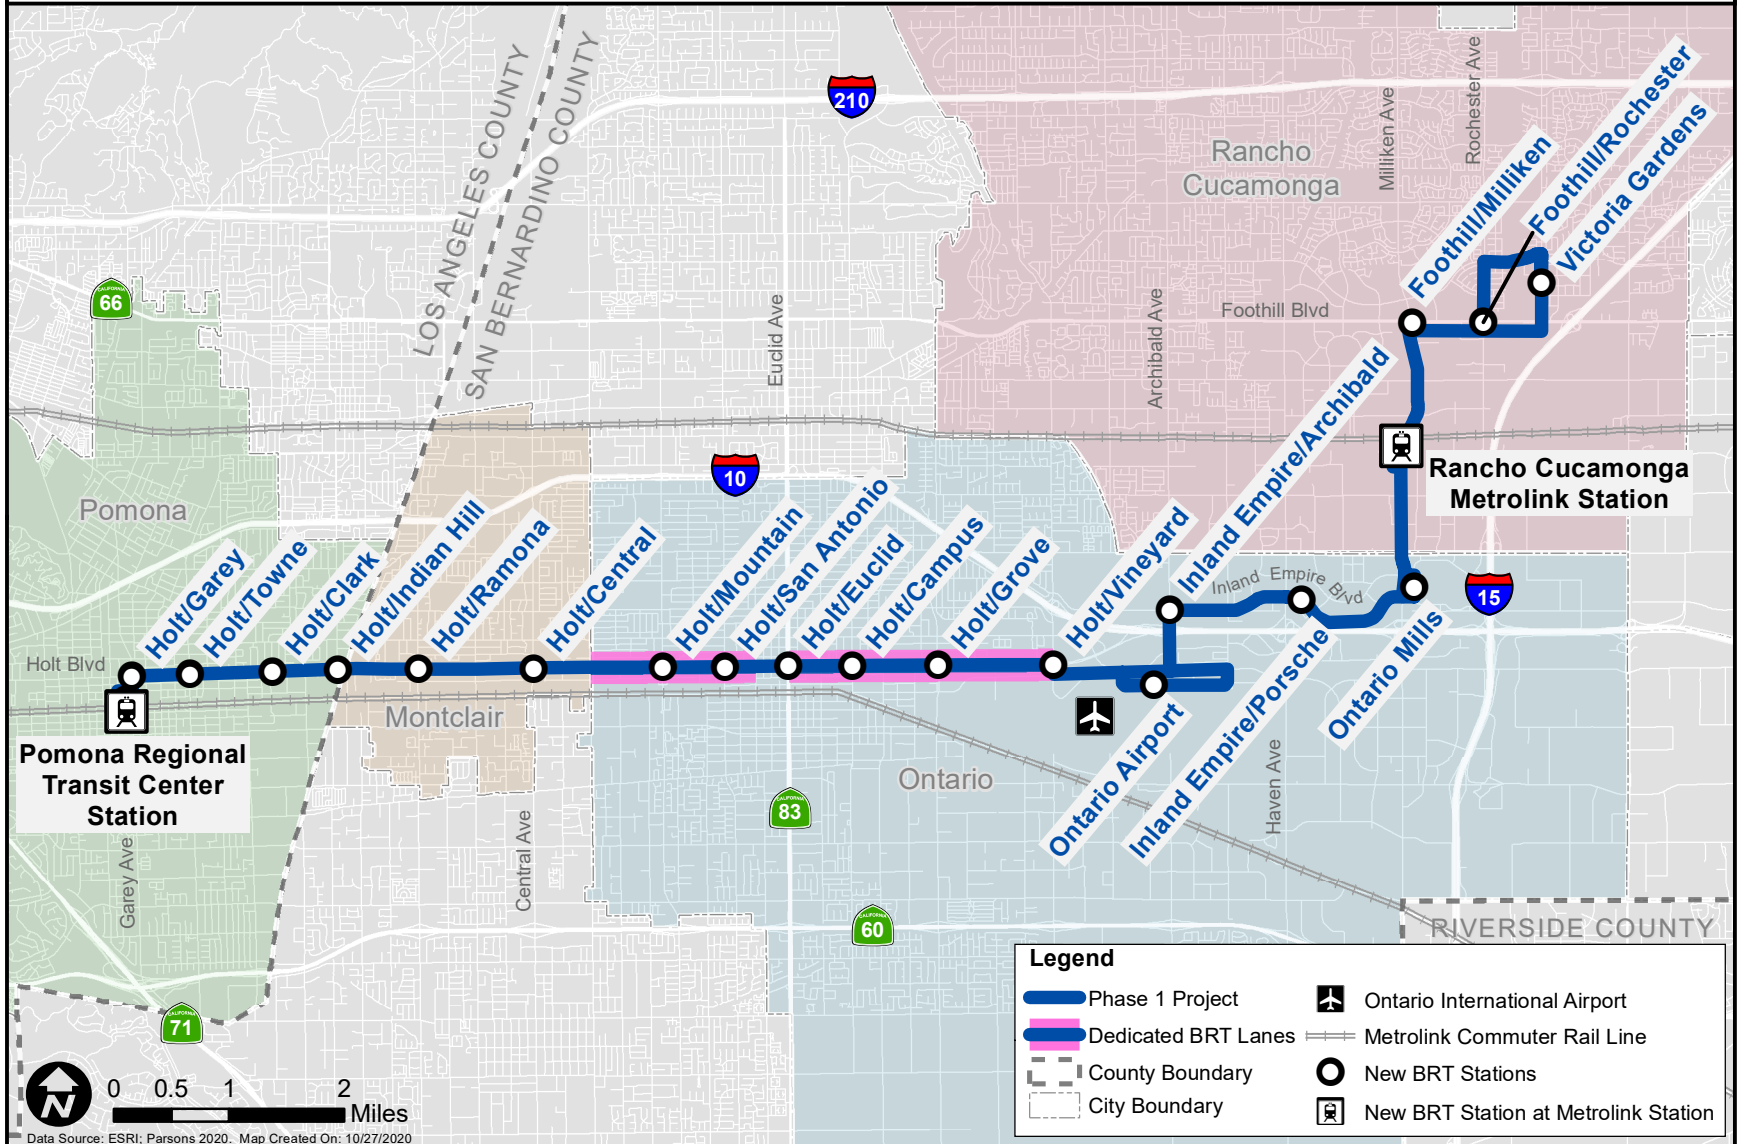 LOS ANGELES COUNTY
SAN BERNARDINO COUNTY
210
Rancho
Cucamonga
Milliken Ave
Rochester Ave
Foothill/Milliken
Foothill/Rochester
Victoria Gardens
CALIFORNIA
66
Euclid Ave
Archibald Ave
Foothill Blvd
10
Rancho Cucamonga
Metrolink Station
Pomona
Holt/Garey
Holt/Towne
Holt/Clark
Holt/Indian Hill
Holt/Ramona
Holt/Central
Holt/Mountain
Holt/San Antonio
Holt/Euclid
Holt/Campus
Holt/Grove
Holt/Vineyard
Inland Empire/Archibald
Inland Empire Blvd
15
Holt Blvd
Pomona Regional
Transit Center
Station
Montclair
Ontario
Ontario Airport
Inland Empire/Porsche
Ontario Mills
Haven Ave
CALIFORNIA
83
Garey Ave
Central Ave
CALIFORNIA
60
RIVERSIDE COUNTY
CALIFORNIA
71
N
0 0.5 1 2
Miles
Data Source: ESRI; Parsons 2020. Map Created On: 10/27/2020
Legend
Phase 1 Project
Dedicated BRT Lanes
County Boundary
City Boundary
Ontario International Airport
Metrolink Commuter Rail Line
New BRT Stations
New BRT Station at Metrolink Station